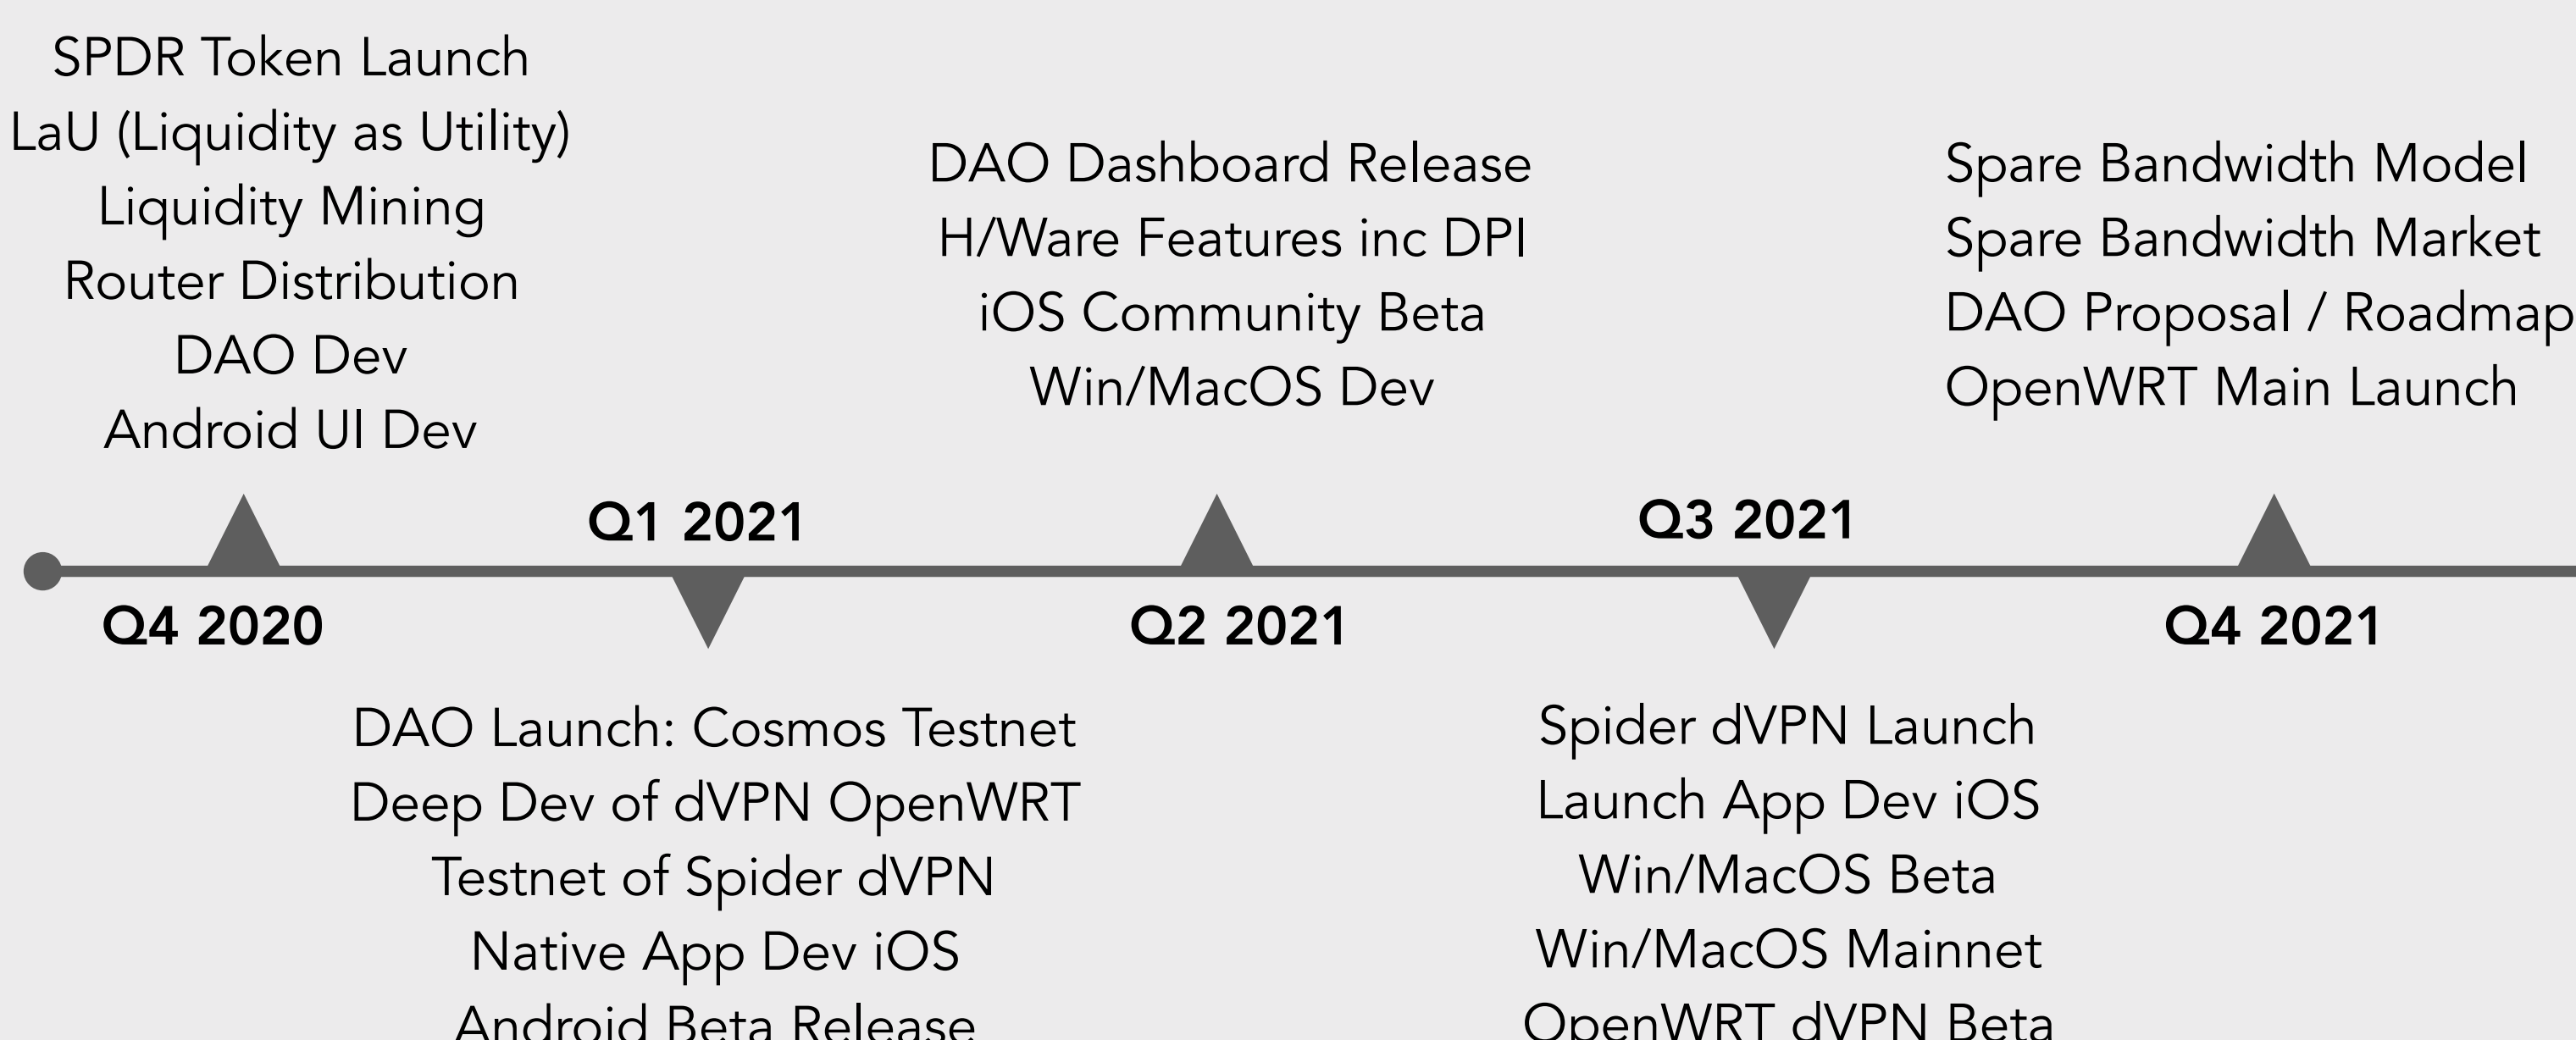 SPDR Token Launch
LaU (Liquidity as Utility)
Liquidity Mining
Router Distribution
DAO Dev
Android UI Dev
Q4 2020
Q1 2021
DAO Launch: Cosmos Testnet
Deep Dev of dVPN OpenWRT
Testnet of Spider dVPN
Native App Dev iOS
Android Beta Release
DAO Dashboard Release
H/Ware Features inc DPI
iOS Community Beta
Win/MacOS Dev
Q2 2021
Q3 2021
Spider dVPN Launch
Launch App Dev iOS
Win/MacOS Beta
Win/MacOS Mainnet
OpenWRT dVPN Beta
Spare Bandwidth Model
Spare Bandwidth Market
DAO Proposal / Roadmap
OpenWRT Main Launch
Q4 2021